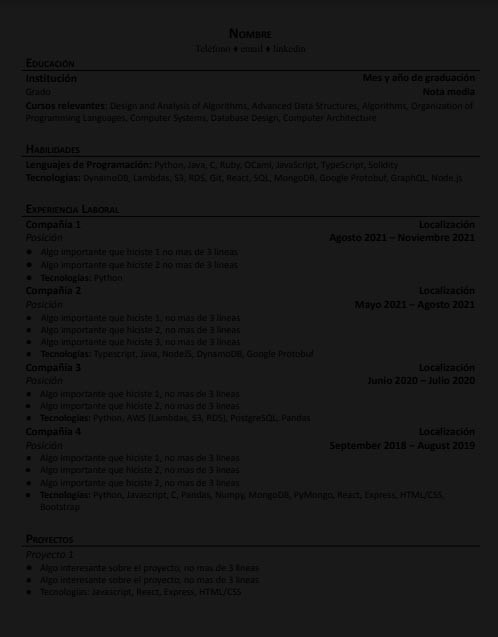 Nombre
Teléfono ♦ email ♦ linkedin
Educación
Institución Mes y año de graduación
Grado Nota media
Cursos relevantes: Design and Analysis of Algorithms, Advanced Data Structures, Algorithms, Organization of
Programming Languages, Computer Systems, Database Design, Computer Architecture
Habilidades
Lenguajes de Programación: Python, Java, C, Ruby, OCaml, JavaScript, TypeScript, Solidity
Tecnologías: DynamoDB, Lambdas, S3, RDS, Git, React, SQL, MongoDB, Google Protobuf, GraphQL, Node.js
Experiencia Laboral
Compañía 1 Localización
Posición Agosto 2021 – Noviembre 2021
● Algo importante que hiciste 1 no mas de 3 lineas
● Algo importante que hiciste 2 no mas de 3 lineas
● Tecnologías: Python
Compañía 2 Localización
Posición Mayo 2021 – Agosto 2021
● Algo importante que hiciste 1, no mas de 3 lineas
● Algo importante que hiciste 2, no mas de 3 lineas
● Algo importante que hiciste 3, no mas de 3 lineas
● Tecnologías: Typescript, Java, NodeJS, DynamoDB, Google Protobuf
Compañía 3 Localización
Posición Junio 2020 – Julio 2020
● Algo importante que hiciste 1, no mas de 3 lineas
● Algo importante que hiciste 2, no mas de 3 lineas
● Tecnologías: Python, AWS (Lambdas, S3, RDS), PostgreSQL, Pandas
Compañía 4 Localización
Posición September 2018 – August 2019
● Algo importante que hiciste 1, no mas de 3 lineas
● Algo importante que hiciste 2, no mas de 3 lineas
● Algo importante que hiciste 2, no mas de 3 lineas
● Tecnologías: Python, Javascript, C, Pandas, Numpy, MongoDB, PyMongo, React, Express, HTML/CSS,
Bootstrap
Proyectos
Proyecto 1
● Algo interesante sobre el proyecto, no mas de 3 lineas
● Algo interesante sobre el proyecto, no mas de 3 lineas
● Tecnologías: Javascript, React, Express, HTML/CSS